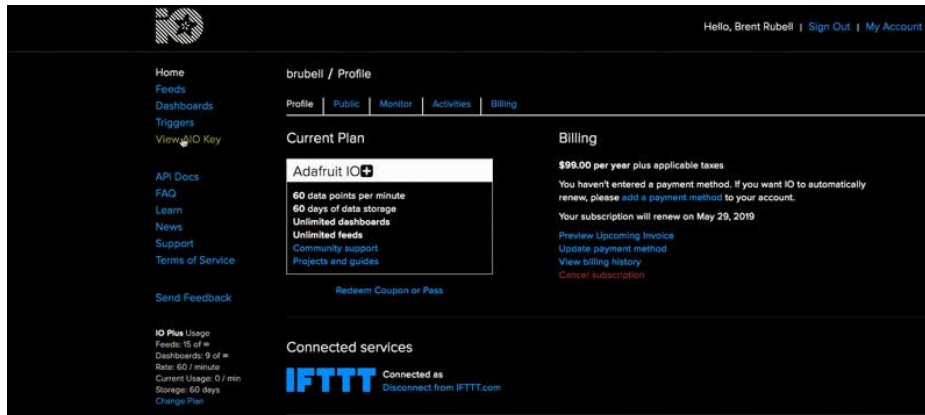 Hello, Brent Rubell | Sign Out | My Account
Home
Feeds
Dashboards
Triggers
View AIO Key
API Docs
FAQ
Learn
News
Support
Terms of Service
Send Feedback
IO Plus Usage
Feeds: 15 of ∞
Dashboards: 9 of ∞
Rate: 60 / minute
Current Usage: 0 / min
Storage: 60 days
Change Plan
brubell / Profile
Profile | Public | Monitor | Activities | Billing
Current Plan
Adafruit IO+
60 data points per minute
60 days of data storage
Unlimited dashboards
Unlimited feeds
Community support
Projects and guides
Redeem Coupon or Pass
Billing
$99.00 per year plus applicable taxes
You haven't entered a payment method. If you want IO to automatically
renew, please add a payment method to your account.
Your subscription will renew on May 29, 2019
Preview Upcoming Invoice
Update payment method
View billing history
Cancel subscription
Connected services
IFTTT
Connected as
Disconnect from IFTTT.com